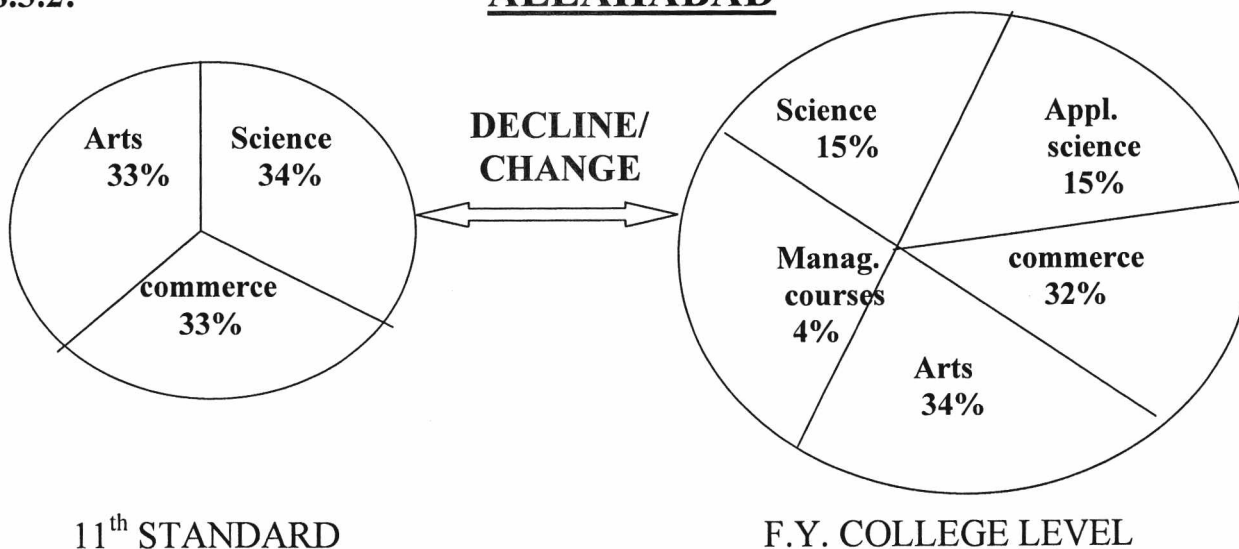 ALLAHABAD
Arts
33%
Science
34%
commerce
33%
DECLINE/
CHANGE
Science
15%
Appl.
science
15%
Manag.
courses
4%
commerce
32%
Arts
34%
11th STANDARD
F.Y. COLLEGE LEVEL